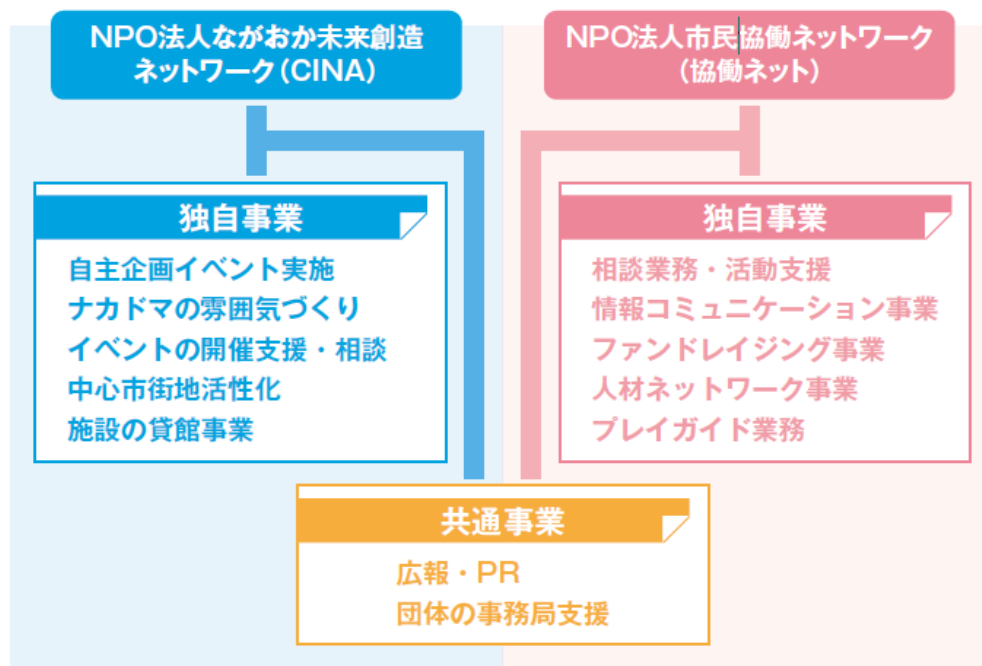 NPO法人ながおか未来創造
ネットワーク(CINA)
NPO法人市民協働ネットワーク
(協働ネット)
独自事業
自主企画イベント実施
ナカドマの雰囲気づくり
イベントの開催支援・相談
中心市街地活性化
施設の貸館事業
独自事業
相談業務・活動支援
情報コミュニケーション事業
ファンドレイジング事業
人材ネットワーク事業
プレイガイド業務
共通事業
広報・PR
団体の事務局支援